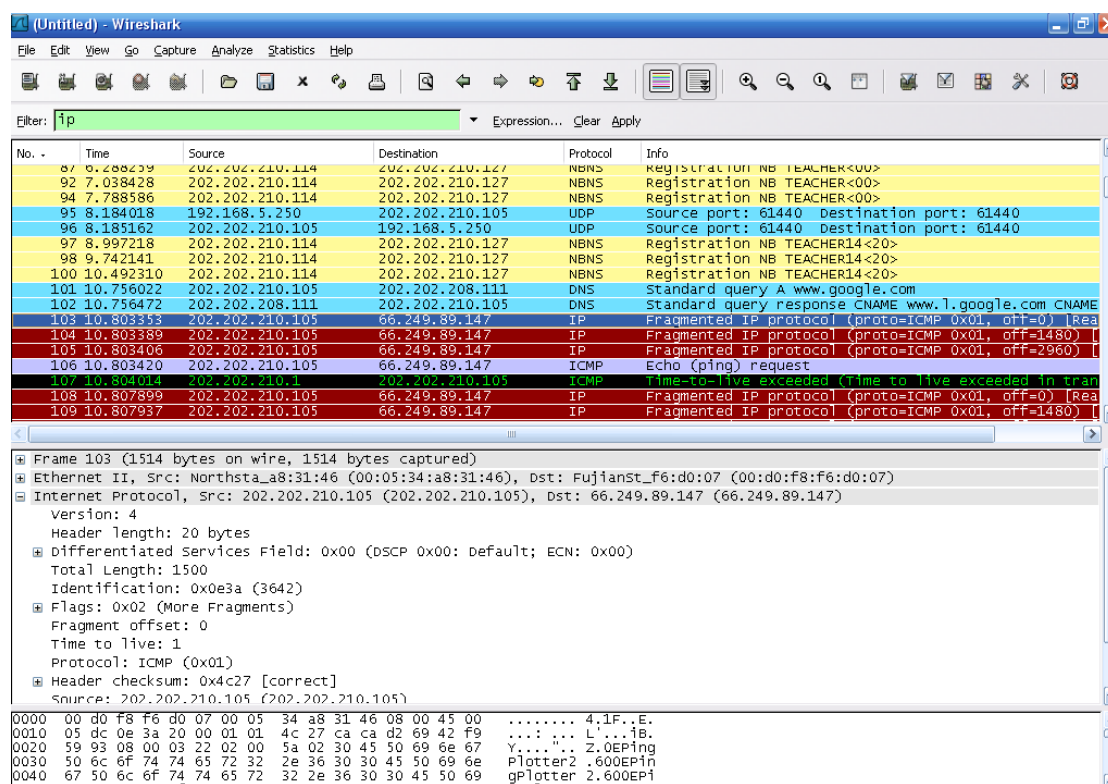 (Untitled) - Wireshark
File Edit View Go Capture Analyze Statistics Help
Filter: ip Expression... Clear Apply
No. - Time Source Destination Protocol Info
87 6.288259 202.202.210.114 202.202.210.127 NBNS Registration NB TEACHER<00>
92 7.038428 202.202.210.114 202.202.210.127 NBNS Registration NB TEACHER<00>
94 7.788586 202.202.210.114 202.202.210.127 NBNS Registration NB TEACHER<00>
95 8.184018 192.168.5.250 202.202.210.105 UDP Source port: 61440 Destination port: 61440
96 8.185162 202.202.210.105 192.168.5.250 UDP Source port: 61440 Destination port: 61440
97 8.997218 202.202.210.114 202.202.210.127 NBNS Registration NB TEACHER14<20>
98 9.742141 202.202.210.114 202.202.210.127 NBNS Registration NB TEACHER14<20>
100 10.492310 202.202.210.114 202.202.210.127 NBNS Registration NB TEACHER14<20>
101 10.756022 202.202.210.105 202.202.208.111 DNS Standard query A www.google.com
102 10.756472 202.202.208.111 202.202.210.105 DNS Standard query response CNAME www.l.google.com CNAME
103 10.803353 202.202.210.105 66.249.89.147 IP Fragmented IP protocol (proto=ICMP 0x01, off=0) [Rea
104 10.803389 202.202.210.105 66.249.89.147 IP Fragmented IP protocol (proto=ICMP 0x01, off=1480) [
105 10.803406 202.202.210.105 66.249.89.147 IP Fragmented IP protocol (proto=ICMP 0x01, off=2960) [
106 10.803420 202.202.210.105 66.249.89.147 ICMP Echo (ping) request
107 10.804014 202.202.210.1 202.202.210.105 ICMP Time-to-live exceeded (Time to live exceeded in tran
108 10.807899 202.202.210.105 66.249.89.147 IP Fragmented IP protocol (proto=ICMP 0x01, off=0) [Rea
109 10.807937 202.202.210.105 66.249.89.147 IP Fragmented IP protocol (proto=ICMP 0x01, off=1480) [
Frame 103 (1514 bytes on wire, 1514 bytes captured)
Ethernet II, Src: Northsta_a8:31:46 (00:05:34:a8:31:46), Dst: FujianSt_f6:d0:07 (00:d0:f8:f6:d0:07)
Internet Protocol, Src: 202.202.210.105 (202.202.210.105), Dst: 66.249.89.147 (66.249.89.147)
Version: 4
Header length: 20 bytes
Differentiated Services Field: 0x00 (DSCP 0x00: Default; ECN: 0x00)
Total Length: 1500
Identification: 0x0e3a (3642)
Flags: 0x02 (More Fragments)
Fragment offset: 0
Time to live: 1
Protocol: ICMP (0x01)
Header checksum: 0x4c27 [correct]
Source: 202.202.210.105 (202.202.210.105)
0000 00 d0 f8 f6 d0 07 00 05 34 a8 31 46 08 00 45 00 ........ 4.1F..E.
0010 05 dc 0e 3a 20 00 01 01 4c 27 ca ca d2 69 42 f9 ...: ... L'...iB.
0020 59 93 08 00 03 22 02 00 5a 02 30 45 50 69 6e 67 Y....".. Z.0EPing
0030 50 6c 6f 74 74 65 72 32 2e 36 30 30 45 50 69 6e Plotter2 .600EPin
0040 67 50 6c 6f 74 74 65 72 32 2e 36 30 30 45 50 69 gPlotter 2.600EPi